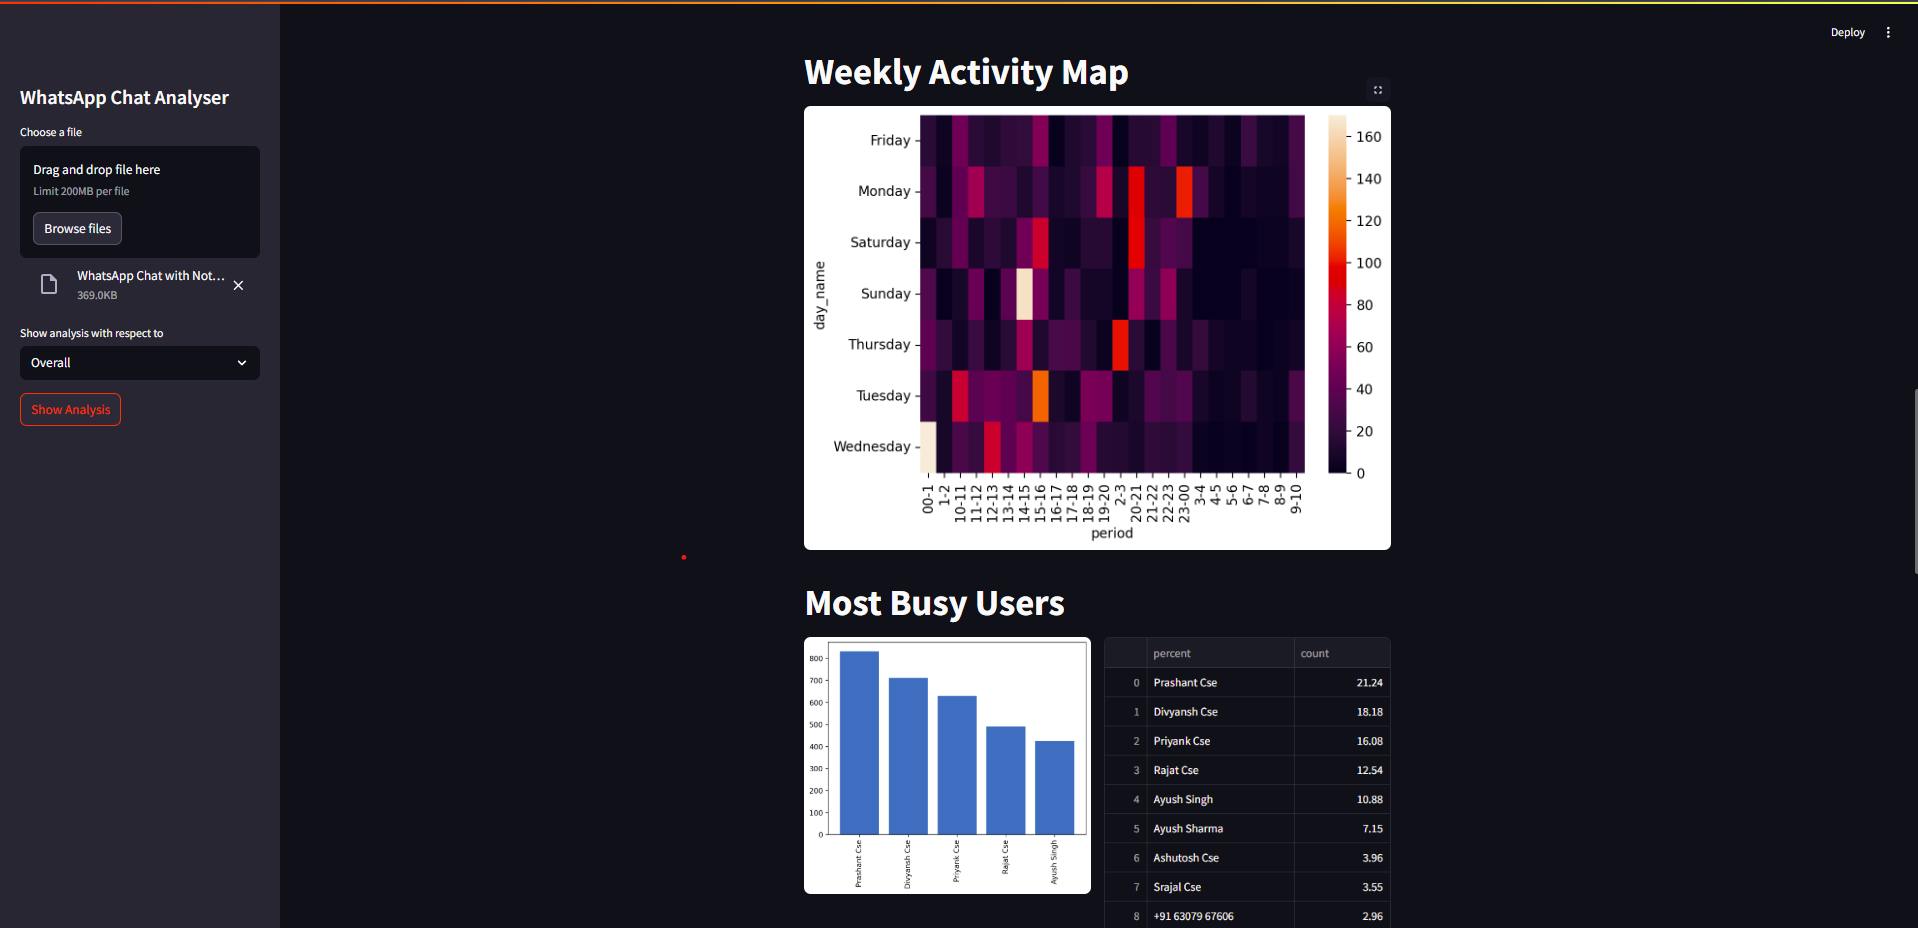 Deploy
WhatsApp Chat Analyser
Choose a file
Drag and drop file here
Limit 200MB per file
Browse files
WhatsApp Chat with Not...
369.0KB
Show analysis with respect to
Overall
Show Analysis
Weekly Activity Map
day_name
Friday
Monday
Saturday
Sunday
Thursday
Tuesday
Wednesday
00-1 1-2 10-11 11-12 12-13 13-14 14-15 15-16 16-17 17-18 18-19 19-20 2-3 20-21 21-22 22-23 23-00 3-4 4-5 5-6 6-7 7-8 8-9 9-10
period
160
140
120
100
80
60
40
20
0
Most Busy Users
800
700
600
500
400
300
200
100
0
Prashant Cse Divyansh Cse Priyank Cse Rajat Cse Ayush Singh
percent count
0 Prashant Cse 21.24
1 Divyansh Cse 18.18
2 Priyank Cse 16.08
3 Rajat Cse 12.54
4 Ayush Singh 10.88
5 Ayush Sharma 7.15
6 Ashutosh Cse 3.96
7 Srajal Cse 3.55
8 +91 63079 67606 2.96